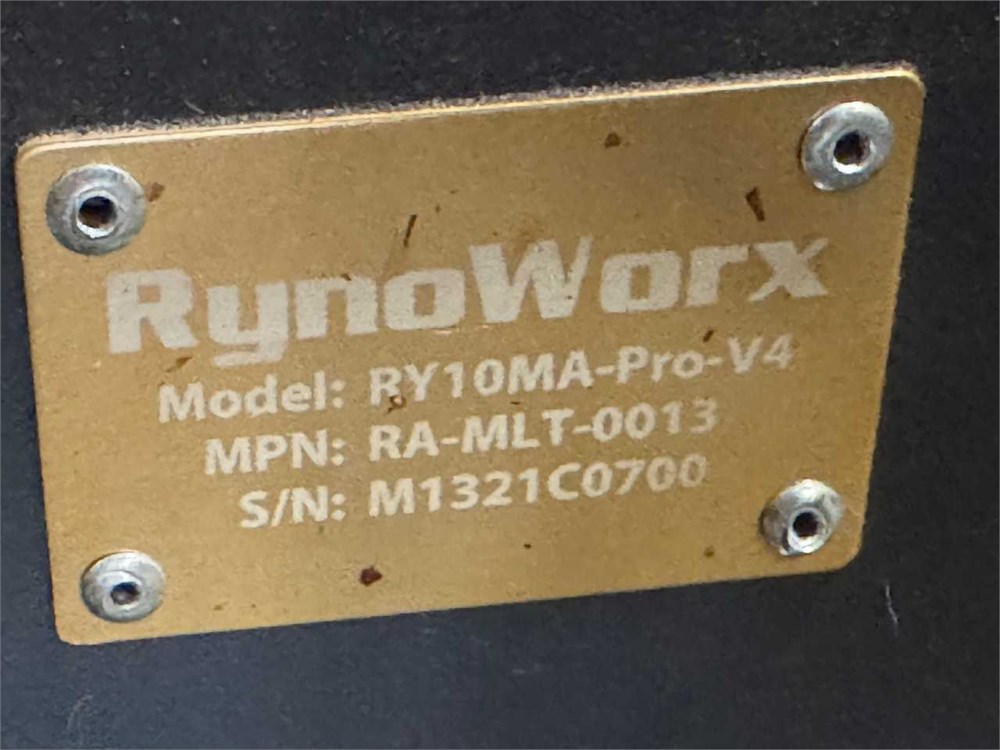 RynoWorx
Model: RY10MA-Pro-V4
MPN: RA-MLT-0013
S/N: M1321C0700